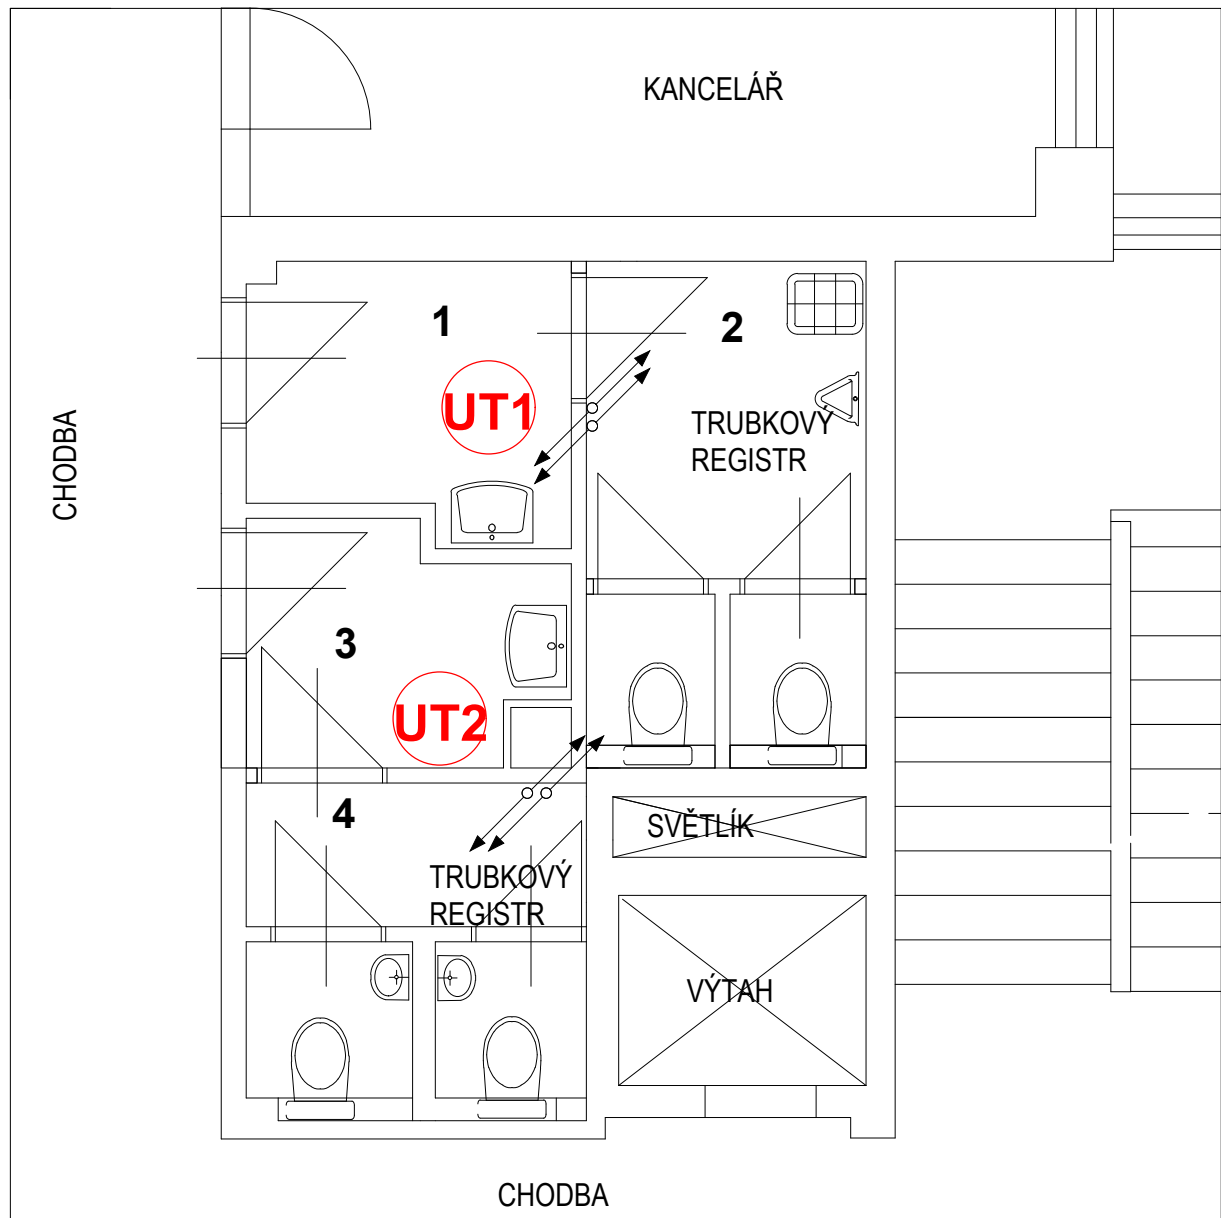 KANCELÁŘ
1
2
UT1
CHODBA
TRUBKOVÝ
REGISTR
3
UT2
4
SVĚTLÍK
TRUBKOVÝ
REGISTR
VÝTAH
CHODBA